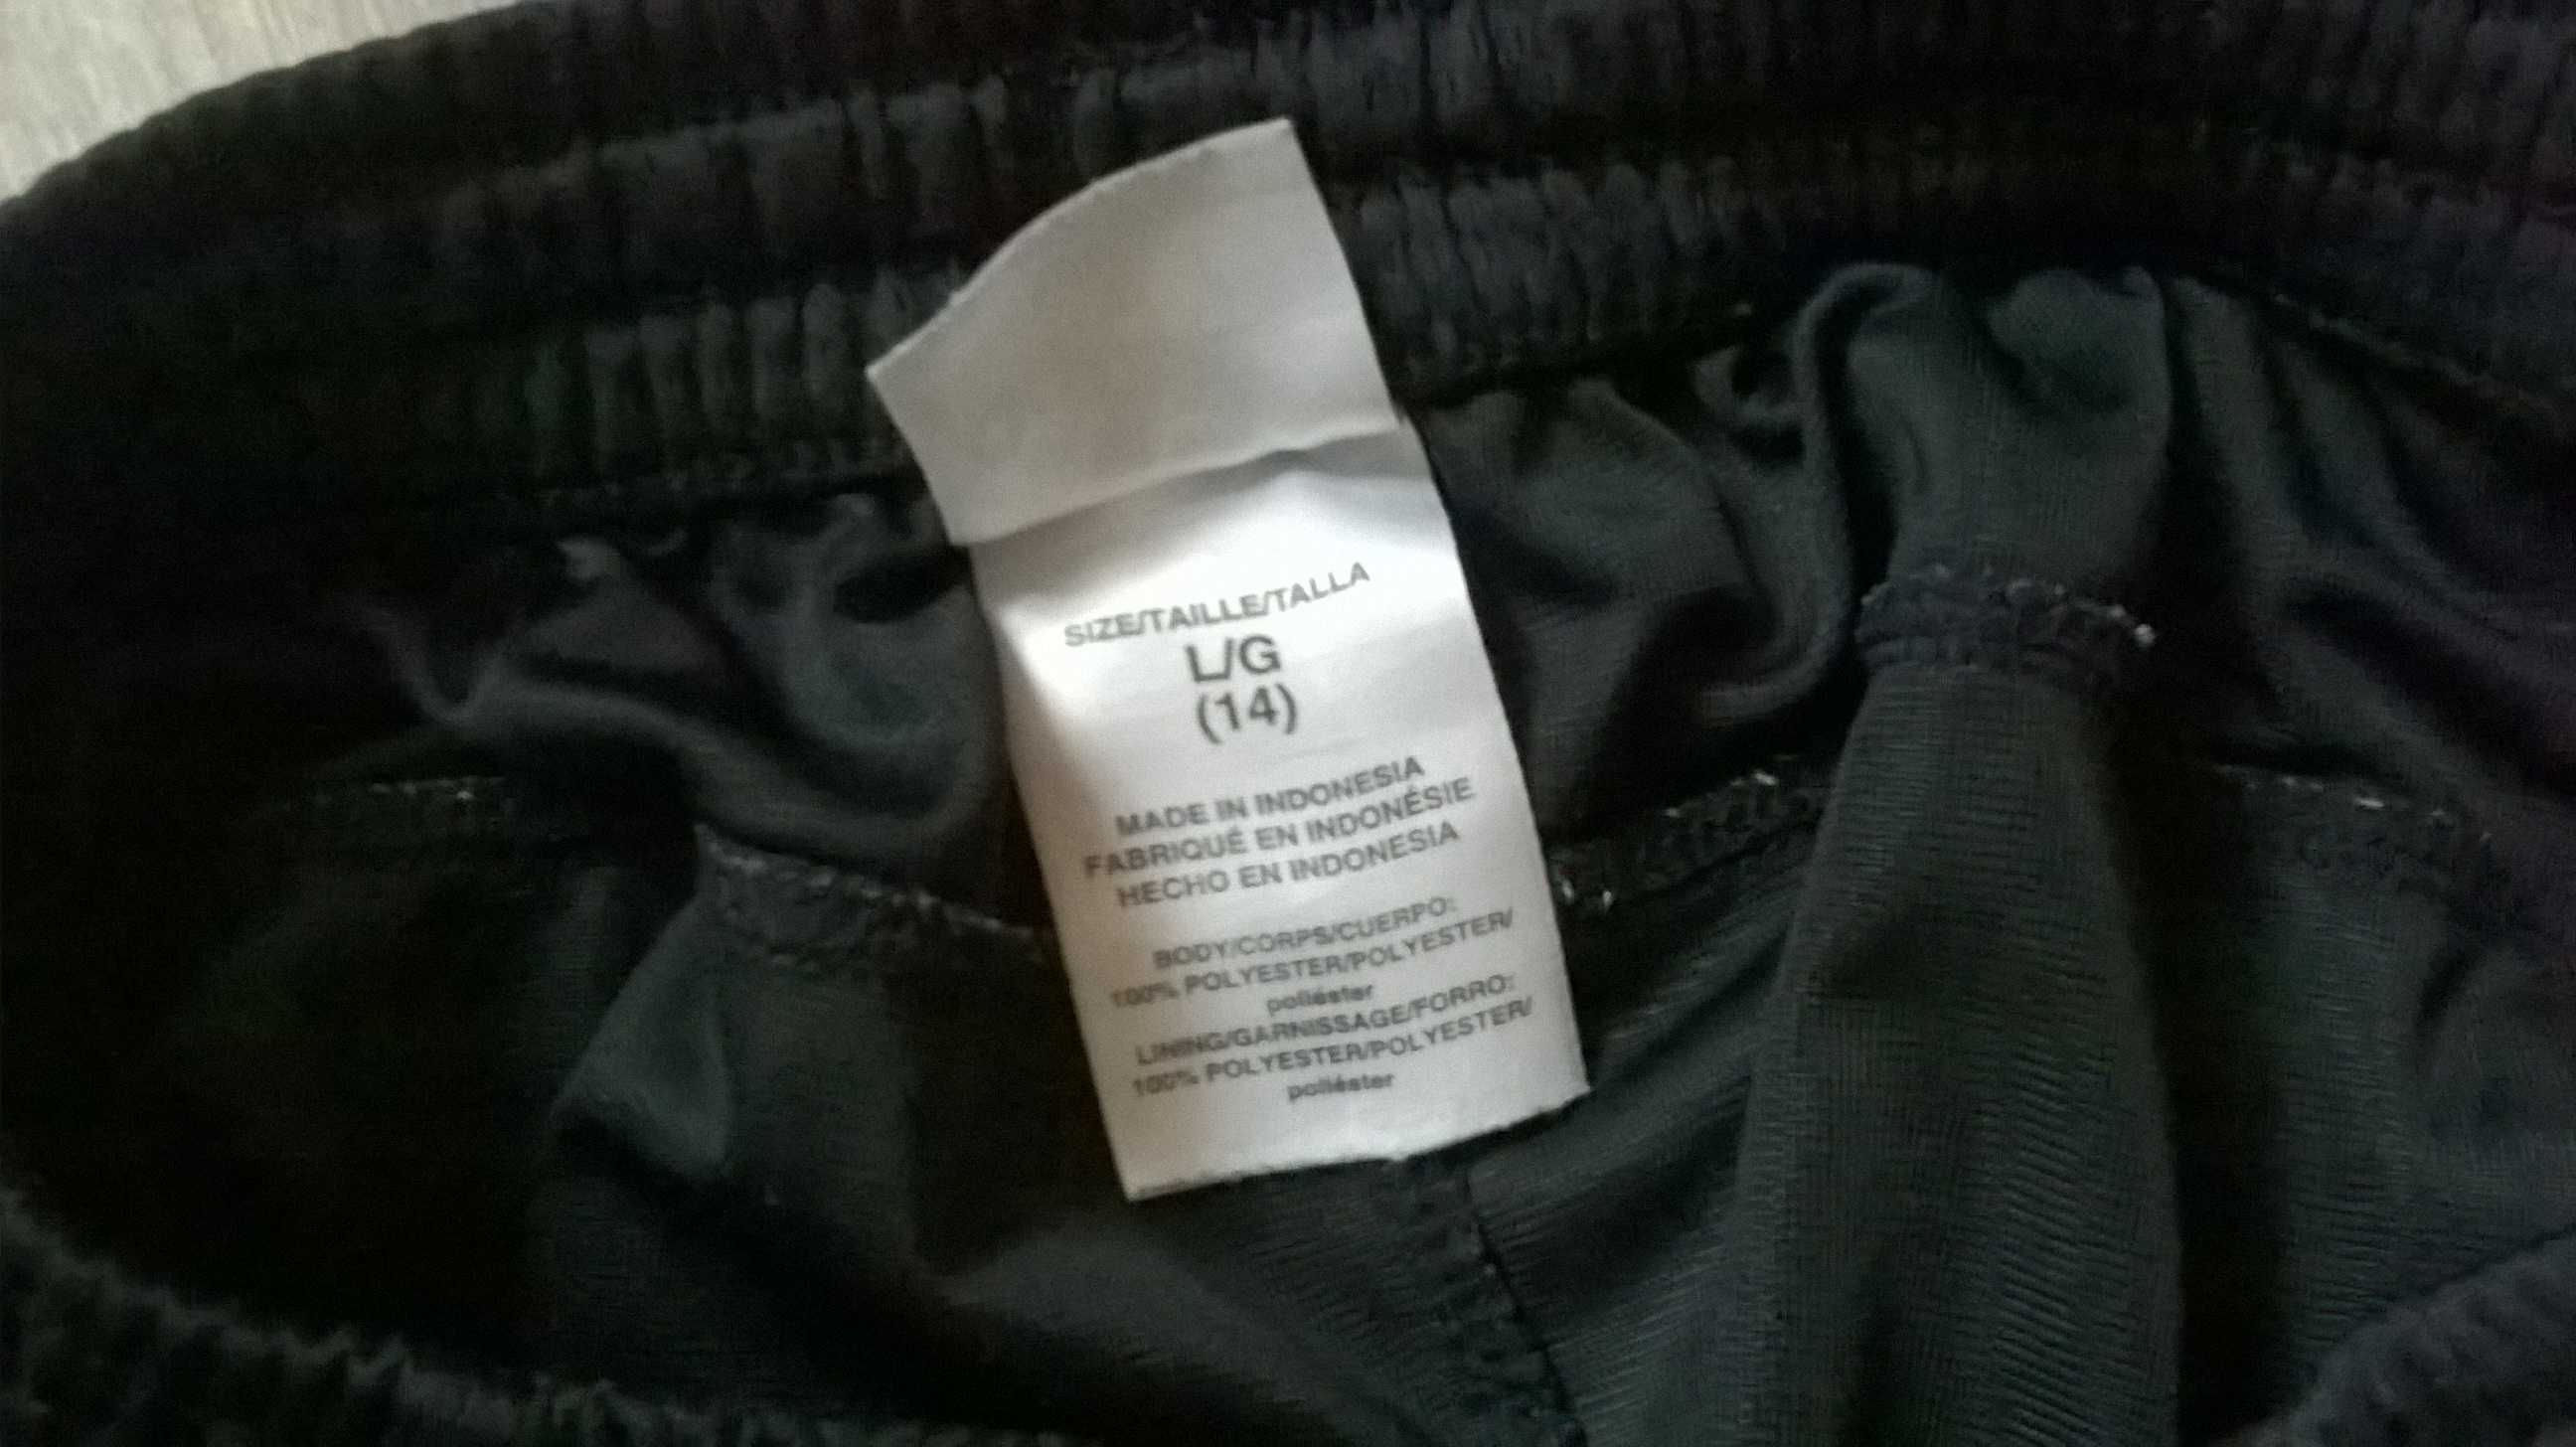 SIZE/TAILLE/TALLA
L/G
(14)
MADE IN INDONESIA
FABRIQUÉ EN INDONÉSIE
HECHO EN INDONESIA
BODY/CORPS/CUERPO:
100% POLYESTER/POLYESTER/
poliéster
LINING/GARNISSAGE/FORRO:
100% POLYESTER/POLYESTER/
poliéster